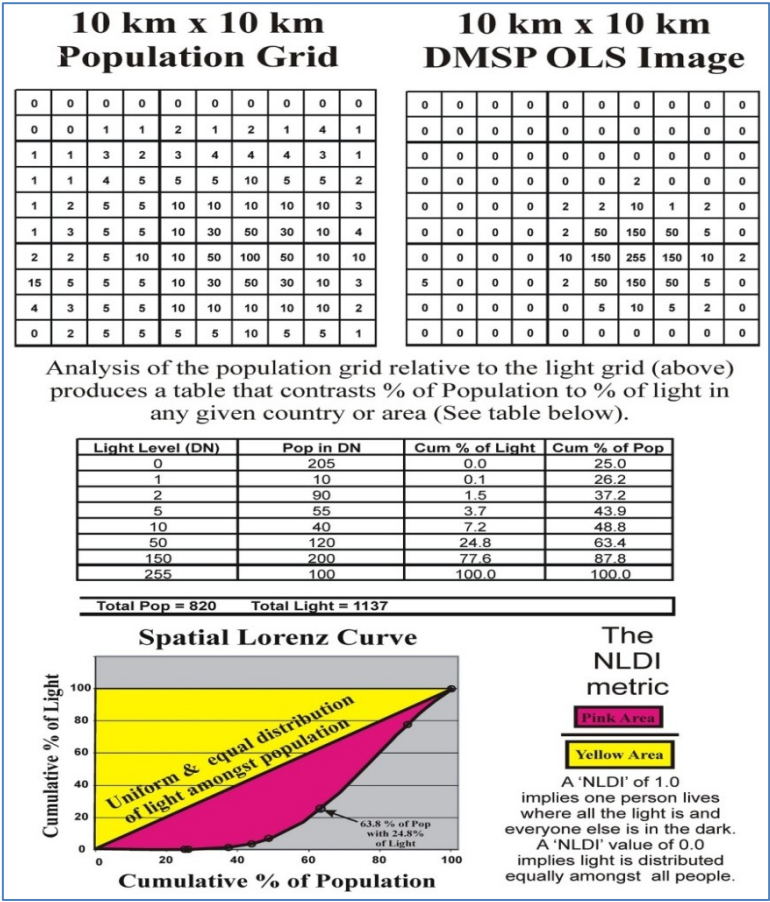 10 km x 10 km
Population Grid
10 km x 10 km
DMSP OLS Image
0 0 0 0 0 0 0 0 0 0
0 0 1 1 2 1 2 1 4 1
1 1 3 2 3 4 4 4 3 1
1 1 4 5 5 5 10 5 5 2
1 2 5 5 10 10 10 10 10 3
1 3 5 5 10 30 50 30 10 4
2 2 5 10 10 50 100 50 10 10
15 5 5 5 10 30 50 30 10 3
4 3 5 5 10 10 10 10 10 2
0 2 5 5 5 5 10 5 5 1
0 0 0 0 0 0 0 0 0 0
0 0 0 0 0 0 0 0 0 0
0 0 0 0 0 0 0 0 0 0
0 0 0 0 0 0 2 0 0 0
0 0 0 0 2 2 10 1 2 0
0 0 0 0 2 50 150 50 5 0
0 0 0 0 10 150 255 150 10 2
5 0 0 0 2 50 150 50 5 0
0 0 0 0 0 5 10 5 2 0
0 0 0 0 0 0 0 0 0 0
Analysis of the population grid relative to the light grid (above)
produces a table that contrasts % of Population to % of light in
any given country or area (See table below).
Light Level (DN) Pop in DN Cum % of Light Cum % of Pop
0 205 0.0 25.0
1 10 0.1 26.2
2 90 1.5 37.2
5 55 3.7 43.9
10 40 7.2 48.8
50 120 24.8 63.4
150 200 77.6 87.8
255 100 100.0 100.0
Total Pop = 820 Total Light = 1137
Spatial Lorenz Curve
Cumulative % of Light
100
80
60
40
20
0
Uniform & equal distribution
of light amongst population
63.8 % of Pop
with 24.8%
of Light
0 20 40 60 80 100
Cumulative % of Population
The
NLDI
metric
Pink Area
Yellow Area
A 'NLDI' of 1.0
implies one person lives
where all the light is and
everyone else is in the dark.
A 'NLDI' value of 0.0
implies light is distributed
equally amongst all people.